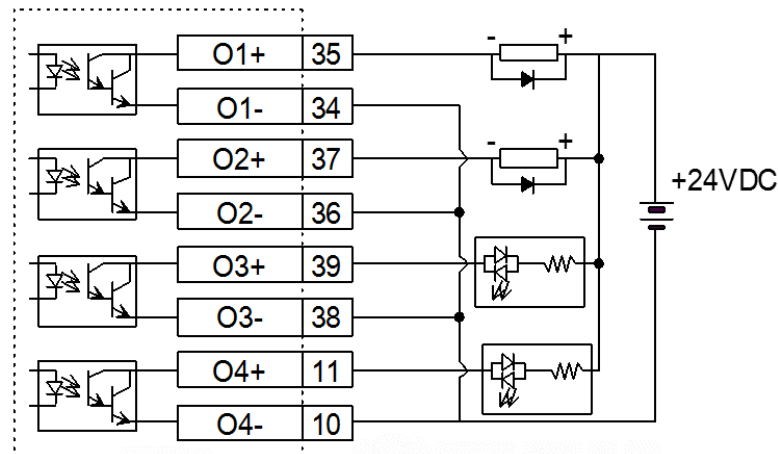 O1+ 35 - +
O1- 34
O2+ 37 - +
+24VDC
O2- 36
O3+ 39
O3- 38
O4+ 11
O4- 10